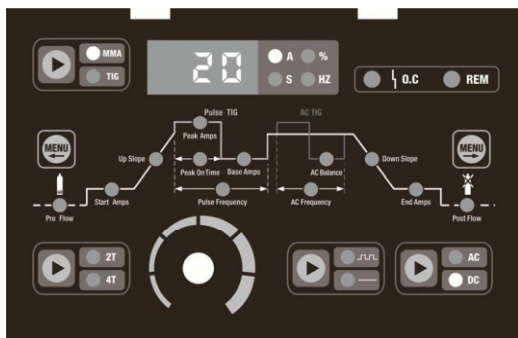 MMA
TIG
20
A %
S HZ
O.C REM
Pulse TIG
Peak Amps
AC TIG
MENU
MENU
Up Slope
Peak On Time
Base Amps
AC Balance
Down Slope
Start Amps
Pulse Frequency
AC Frequency
End Amps
Pre Flow
Post Flow
2T
4T
AC
DC